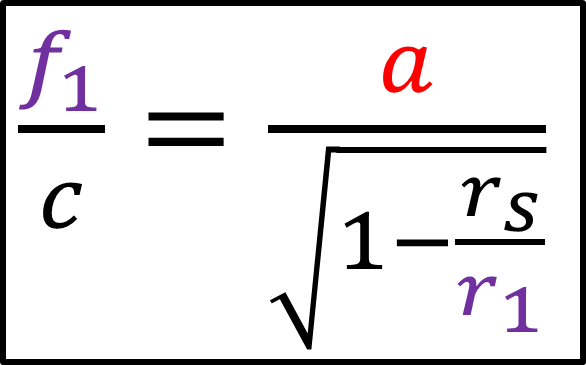 f₁/c = a/√(1−r_S/r₁)